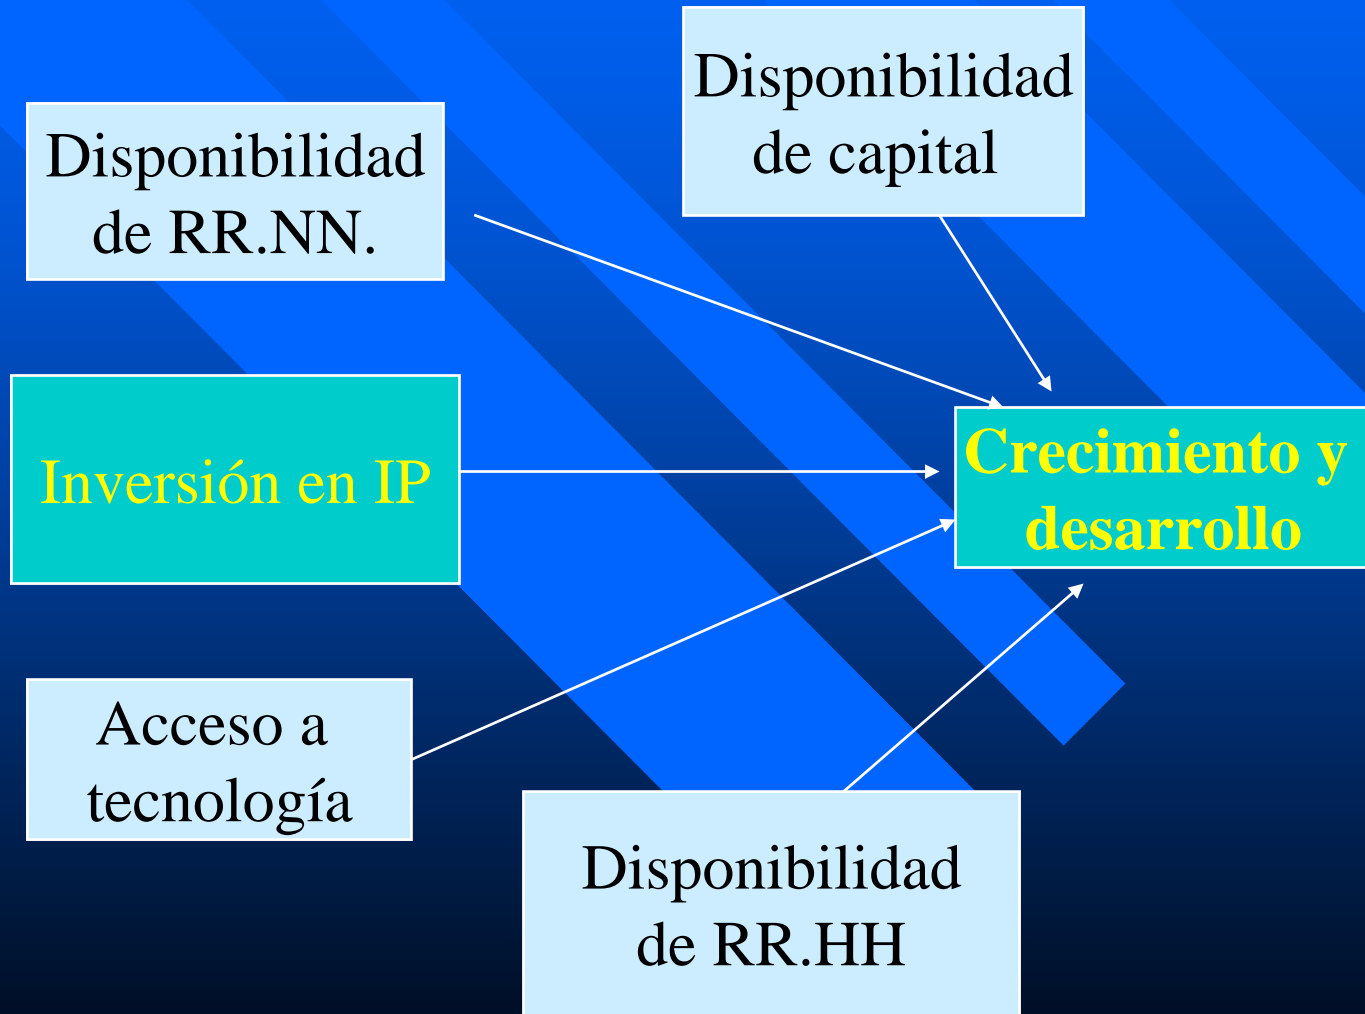 Disponibilidad
de capital
Disponibilidad
de RR.NN.
Inversión en IP
Crecimiento y
desarrollo
Acceso a
tecnología
Disponibilidad
de RR.HH